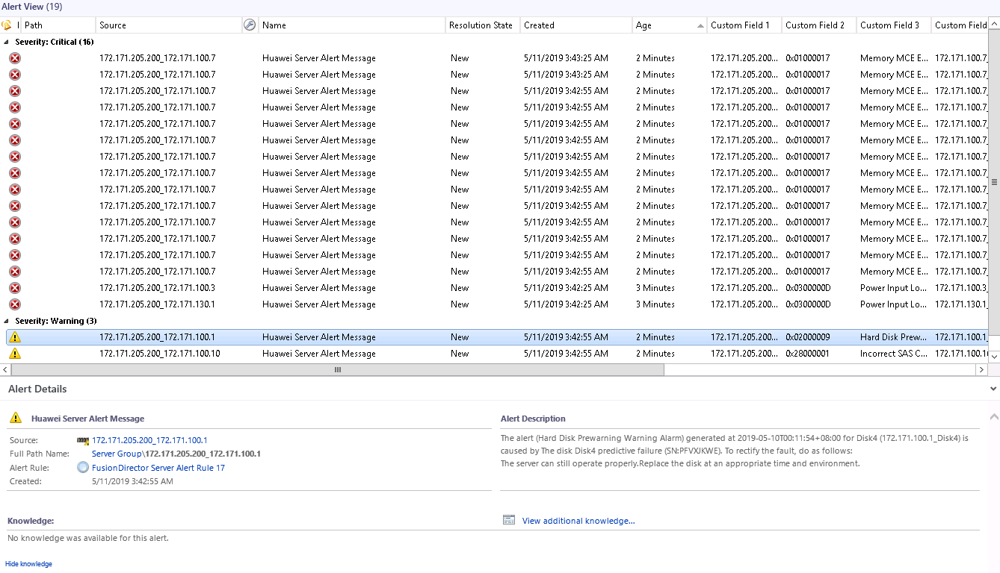 Alert View (19)
I Path Source Name Resolution State Created Age Custom Field 1 Custom Field 2 Custom Field 3 Custom Field
Severity: Critical (16)
172.171.205.200_172.171.100.7 Huawei Server Alert Message New 5/11/2019 3:43:25 AM 2 Minutes 172.171.205.200... 0x01000017 Memory MCE E... 172.171.100.7_
172.171.205.200_172.171.100.7 Huawei Server Alert Message New 5/11/2019 3:43:25 AM 2 Minutes 172.171.205.200... 0x01000017 Memory MCE E... 172.171.100.7_
172.171.205.200_172.171.100.7 Huawei Server Alert Message New 5/11/2019 3:42:55 AM 2 Minutes 172.171.205.200... 0x01000017 Memory MCE E... 172.171.100.7_
172.171.205.200_172.171.100.7 Huawei Server Alert Message New 5/11/2019 3:42:55 AM 2 Minutes 172.171.205.200... 0x01000017 Memory MCE E... 172.171.100.7_
172.171.205.200_172.171.100.7 Huawei Server Alert Message New 5/11/2019 3:42:55 AM 2 Minutes 172.171.205.200... 0x01000017 Memory MCE E... 172.171.100.7_
172.171.205.200_172.171.100.7 Huawei Server Alert Message New 5/11/2019 3:42:55 AM 2 Minutes 172.171.205.200... 0x01000017 Memory MCE E... 172.171.100.7_
172.171.205.200_172.171.100.7 Huawei Server Alert Message New 5/11/2019 3:42:55 AM 2 Minutes 172.171.205.200... 0x01000017 Memory MCE E... 172.171.100.7_
172.171.205.200_172.171.100.7 Huawei Server Alert Message New 5/11/2019 3:42:55 AM 2 Minutes 172.171.205.200... 0x01000017 Memory MCE E... 172.171.100.7_
172.171.205.200_172.171.100.7 Huawei Server Alert Message New 5/11/2019 3:42:55 AM 2 Minutes 172.171.205.200... 0x01000017 Memory MCE E... 172.171.100.7_
172.171.205.200_172.171.100.7 Huawei Server Alert Message New 5/11/2019 3:42:55 AM 2 Minutes 172.171.205.200... 0x01000017 Memory MCE E... 172.171.100.7_
172.171.205.200_172.171.100.7 Huawei Server Alert Message New 5/11/2019 3:42:55 AM 2 Minutes 172.171.205.200... 0x01000017 Memory MCE E... 172.171.100.7_
172.171.205.200_172.171.100.7 Huawei Server Alert Message New 5/11/2019 3:42:55 AM 2 Minutes 172.171.205.200... 0x01000017 Memory MCE E... 172.171.100.7_
172.171.205.200_172.171.100.7 Huawei Server Alert Message New 5/11/2019 3:42:55 AM 2 Minutes 172.171.205.200... 0x01000017 Memory MCE E... 172.171.100.7_
172.171.205.200_172.171.100.7 Huawei Server Alert Message New 5/11/2019 3:42:55 AM 2 Minutes 172.171.205.200... 0x01000017 Memory MCE E... 172.171.100.7_
172.171.205.200_172.171.100.3 Huawei Server Alert Message New 5/11/2019 3:42:25 AM 3 Minutes 172.171.205.200... 0x0300000D Power Input Lo... 172.171.100.3_
172.171.205.200_172.171.130.1 Huawei Server Alert Message New 5/11/2019 3:42:25 AM 3 Minutes 172.171.205.200... 0x0300000D Power Input Lo... 172.171.130.1_
Severity: Warning (3)
172.171.205.200_172.171.100.1 Huawei Server Alert Message New 5/11/2019 3:42:55 AM 2 Minutes 172.171.205.200... 0x02000009 Hard Disk Prew... 172.171.100.1_
172.171.205.200_172.171.100.10 Huawei Server Alert Message New 5/11/2019 3:42:55 AM 2 Minutes 172.171.205.200... 0x28000001 Incorrect SAS C... 172.171.100.10
Alert Details
Huawei Server Alert Message
Source: 172.171.205.200_172.171.100.1
Full Path Name: Server Group\172.171.205.200_172.171.100.1
Alert Rule: FusionDirector Server Alert Rule 17
Created: 5/11/2019 3:42:55 AM
Alert Description
The alert (Hard Disk Prewarning Warning Alarm) generated at 2019-05-10T00:11:54+08:00 for Disk4 (172.171.100.1_Disk4) is
caused by The disk Disk4 predictive failure (SN:PFVXJKWE). To rectify the fault, do as follows:
The server can still operate properly.Replace the disk at an appropriate time and environment.
Knowledge:
View additional knowledge...
No knowledge was available for this alert.
Hide knowledge